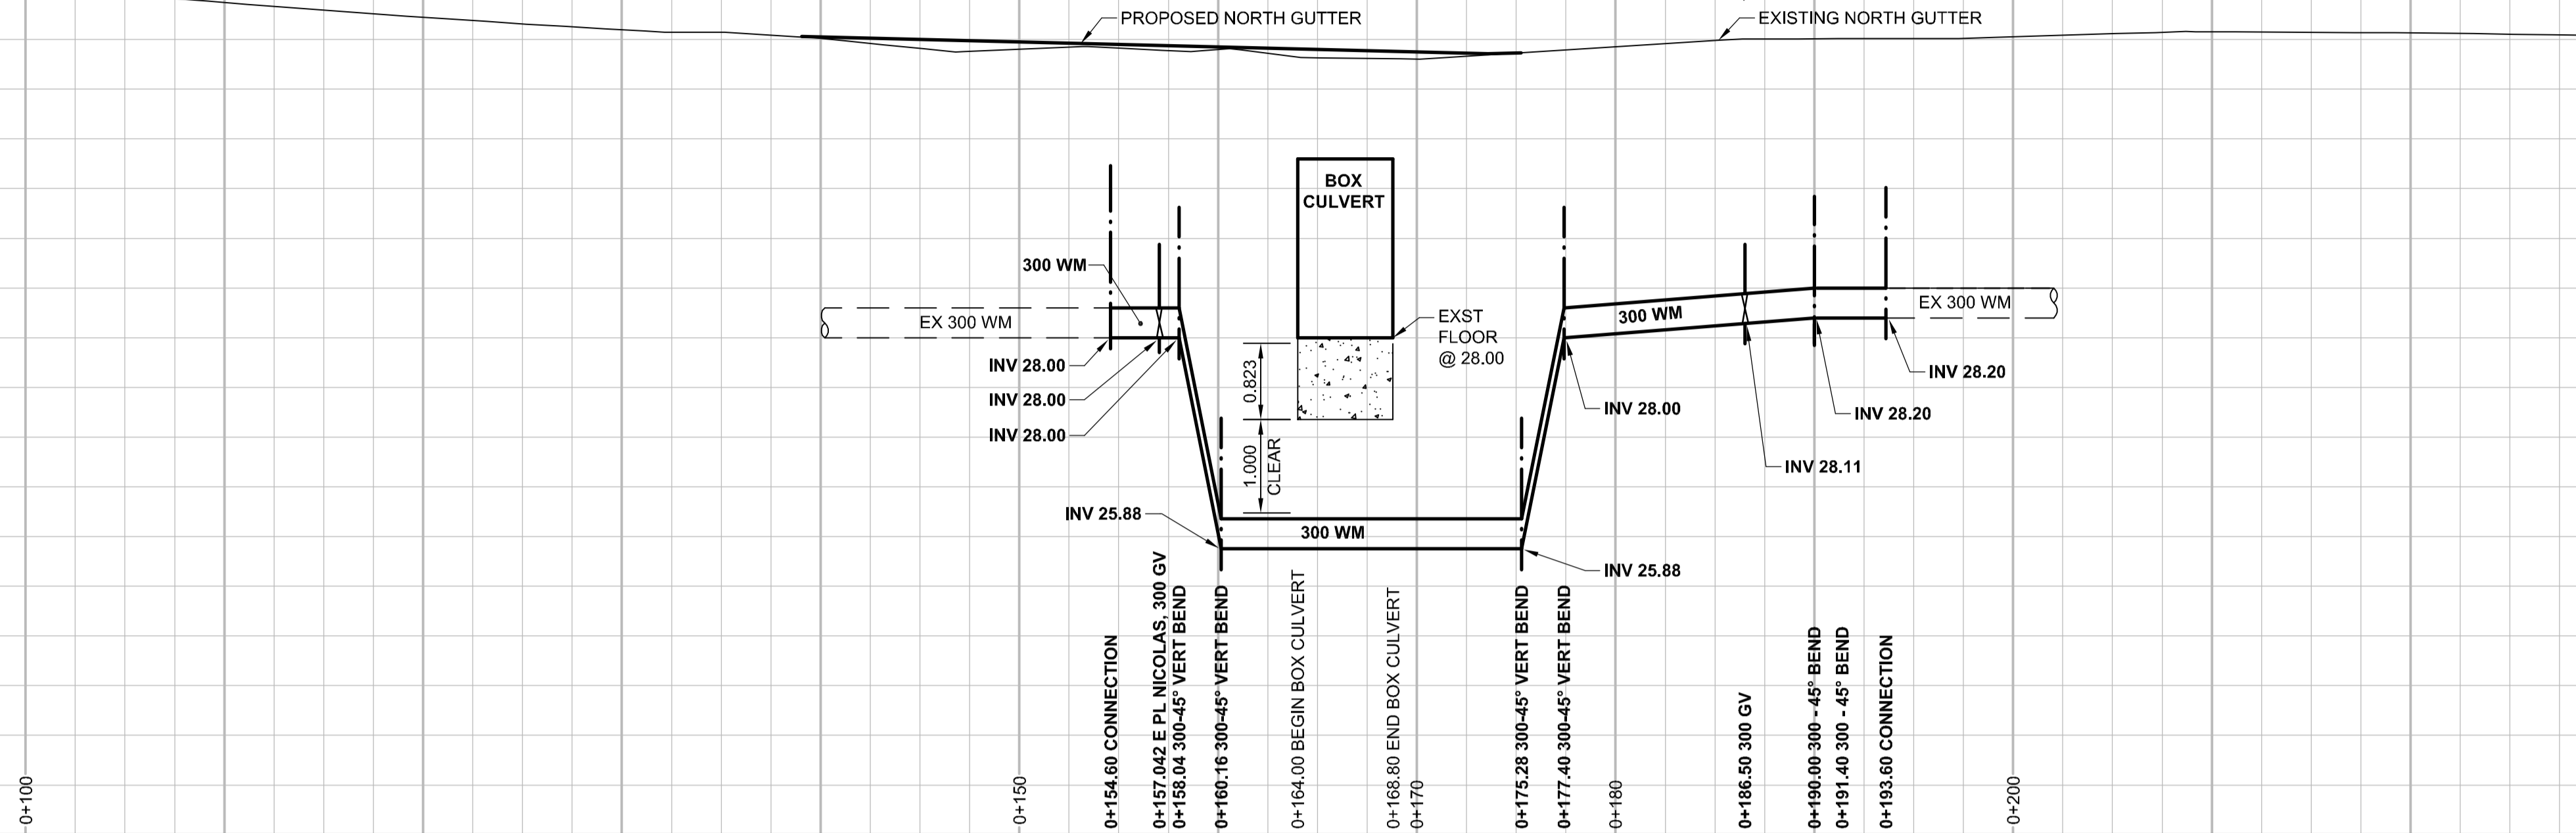 PROPOSED NORTH GUTTER
EXISTING NORTH GUTTER
BOX
CULVERT
300 WM
EX 300 WM
EXST
FLOOR
@ 28.00
300 WM
EX 300 WM
INV 28.00
INV 28.00
INV 28.00
0.823
1.000
CLEAR
INV 28.00
INV 28.20
INV 28.20
INV 28.11
INV 25.88
300 WM
INV 25.88
0+100
0+150
0+154.60 CONNECTION
0+157.042 E PL NICOLAS, 300 GV
0+158.04 300-45° VERT BEND
0+160.16 300-45° VERT BEND
0+164.00 BEGIN BOX CULVERT
0+168.80 END BOX CULVERT
0+170
0+175.28 300-45° VERT BEND
0+177.40 300-45° VERT BEND
0+180
0+186.50 300 GV
0+190.00 300 - 45° BEND
0+191.40 300 - 45° BEND
0+193.60 CONNECTION
0+200